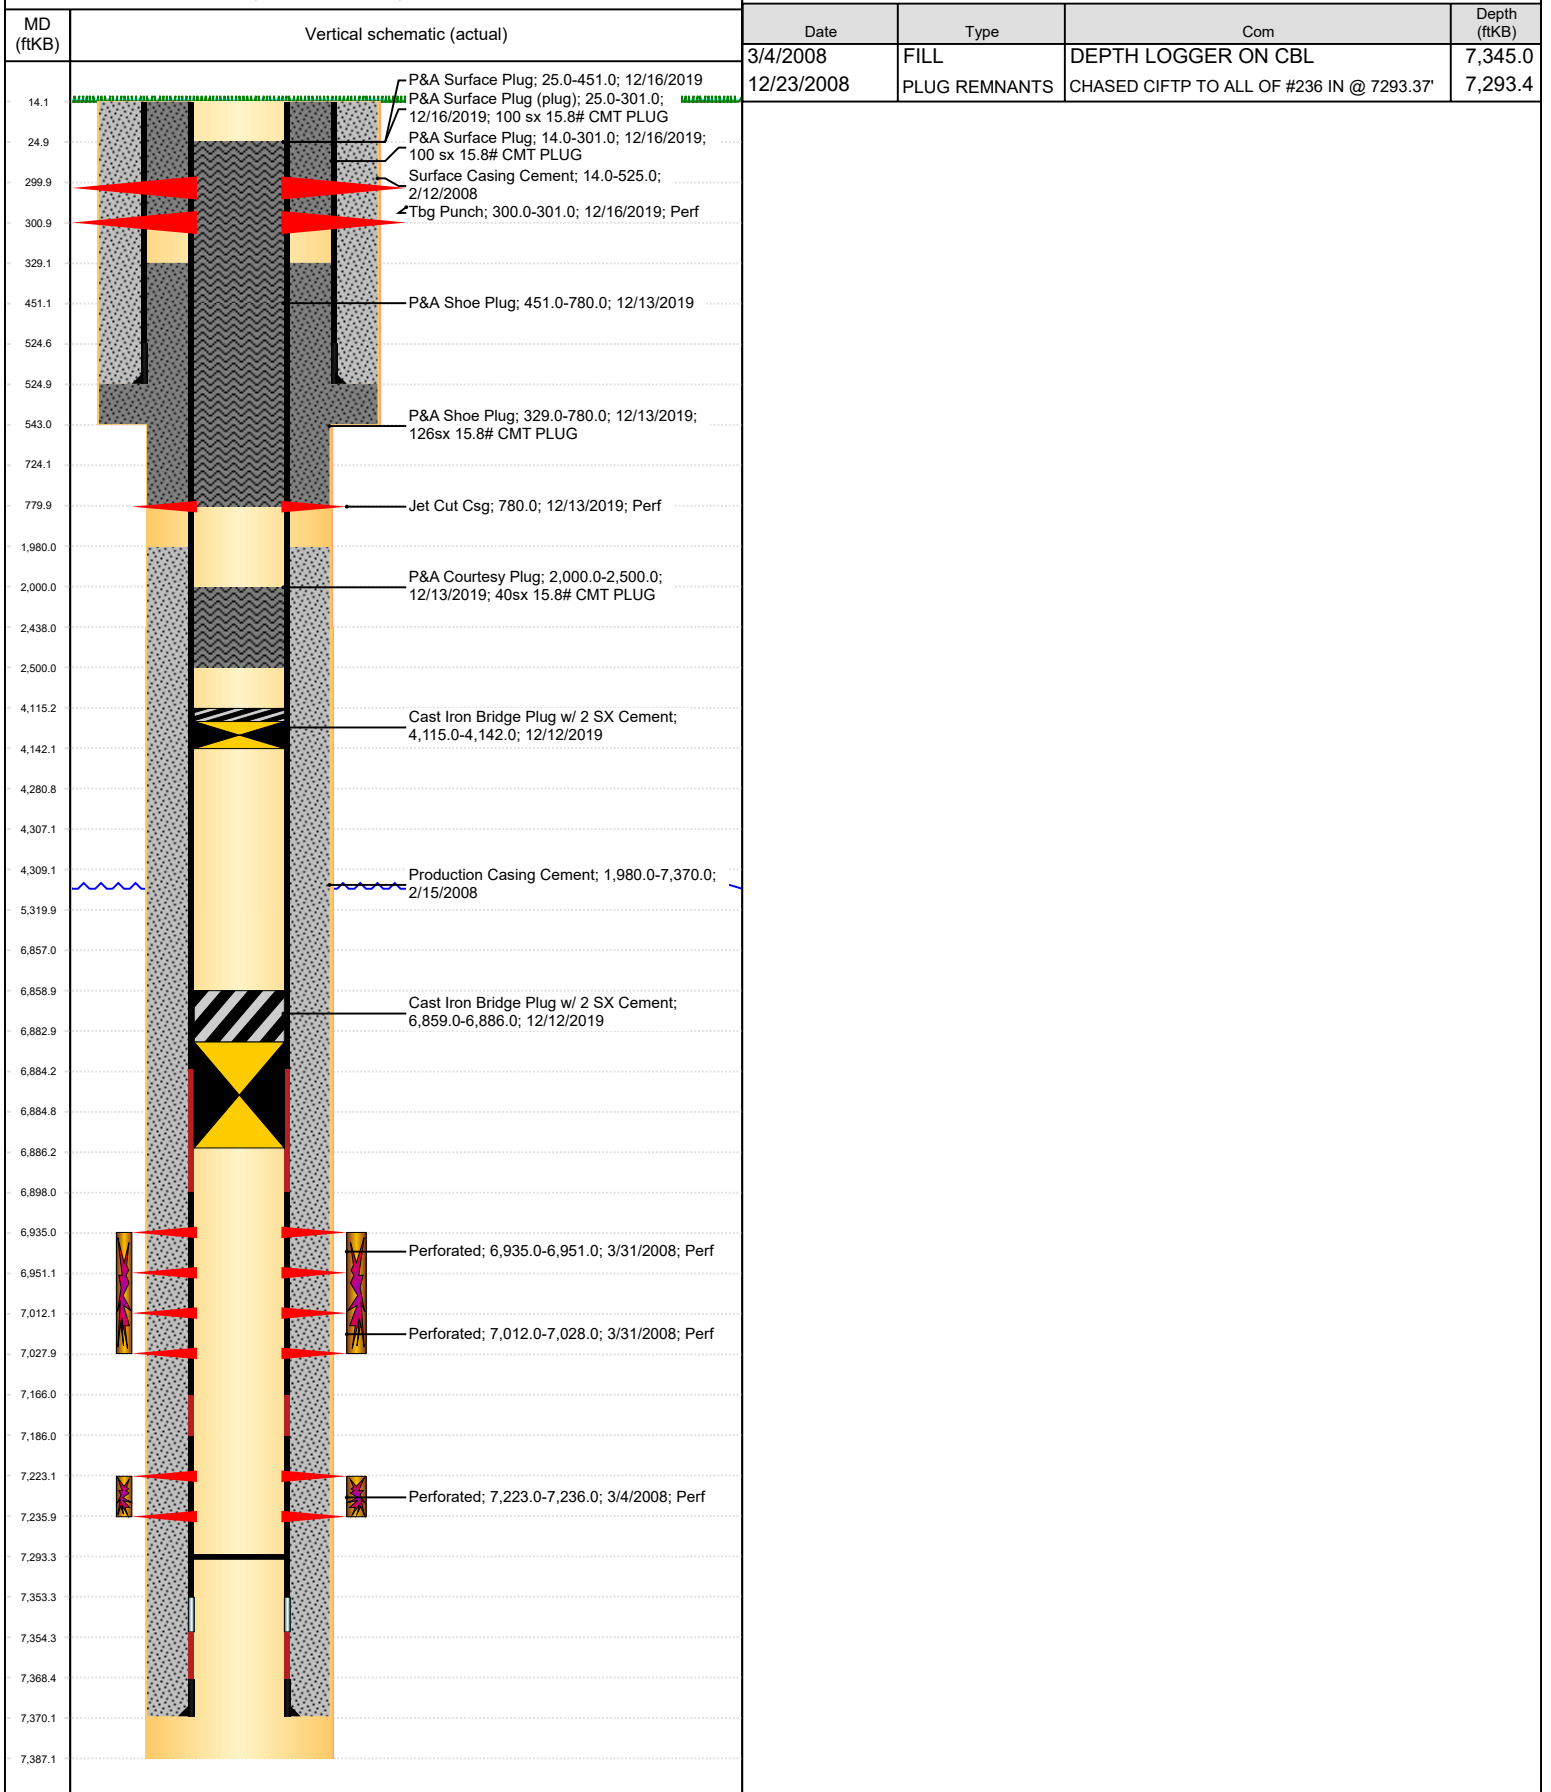 MD
(ftKB)
Vertical schematic (actual)
Date
Type
Com
Depth
(ftKB)
3/4/2008
FILL
DEPTH LOGGER ON CBL
7,345.0
12/23/2008
PLUG REMNANTS
CHASED CIFTP TO ALL OF #236 IN @ 7293.37'
7,293.4
P&A Surface Plug; 25.0-451.0; 12/16/2019
14.1
P&A Surface Plug (plug); 25.0-301.0;
12/16/2019; 100 sx 15.8# CMT PLUG
24.9
P&A Surface Plug; 14.0-301.0; 12/16/2019;
100 sx 15.8# CMT PLUG
299.9
Surface Casing Cement; 14.0-525.0;
2/12/2008
300.9
Tbg Punch; 300.0-301.0; 12/16/2019; Perf
329.1
451.1
P&A Shoe Plug; 451.0-780.0; 12/13/2019
524.6
524.9
543.0
P&A Shoe Plug; 329.0-780.0; 12/13/2019;
126sx 15.8# CMT PLUG
724.1
779.9
Jet Cut Csg; 780.0; 12/13/2019; Perf
1,980.0
2,000.0
P&A Courtesy Plug; 2,000.0-2,500.0;
12/13/2019; 40sx 15.8# CMT PLUG
2,438.0
2,500.0
4,115.2
Cast Iron Bridge Plug w/ 2 SX Cement;
4,115.0-4,142.0; 12/12/2019
4,142.1
4,280.8
4,307.1
4,309.1
Production Casing Cement; 1,980.0-7,370.0;
2/15/2008
5,319.9
6,857.0
6,858.9
Cast Iron Bridge Plug w/ 2 SX Cement;
6,859.0-6,886.0; 12/12/2019
6,882.9
6,884.2
6,884.8
6,886.2
6,898.0
6,935.0
Perforated; 6,935.0-6,951.0; 3/31/2008; Perf
6,951.1
7,012.1
Perforated; 7,012.0-7,028.0; 3/31/2008; Perf
7,027.9
7,166.0
7,186.0
7,223.1
Perforated; 7,223.0-7,236.0; 3/4/2008; Perf
7,235.9
7,293.3
7,353.3
7,354.3
7,368.4
7,370.1
7,387.1